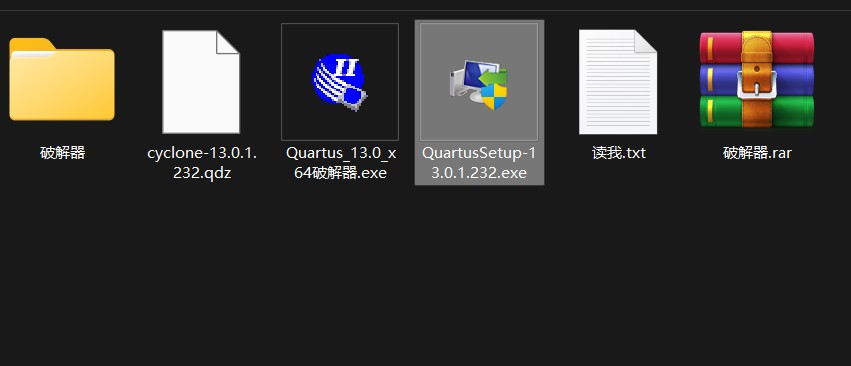 破解器
cyclone-13.0.1.
232.qdz
Quartus_13.0_x
64破解器.exe
QuartusSetup-1
3.0.1.232.exe
读我.txt
破解器.rar